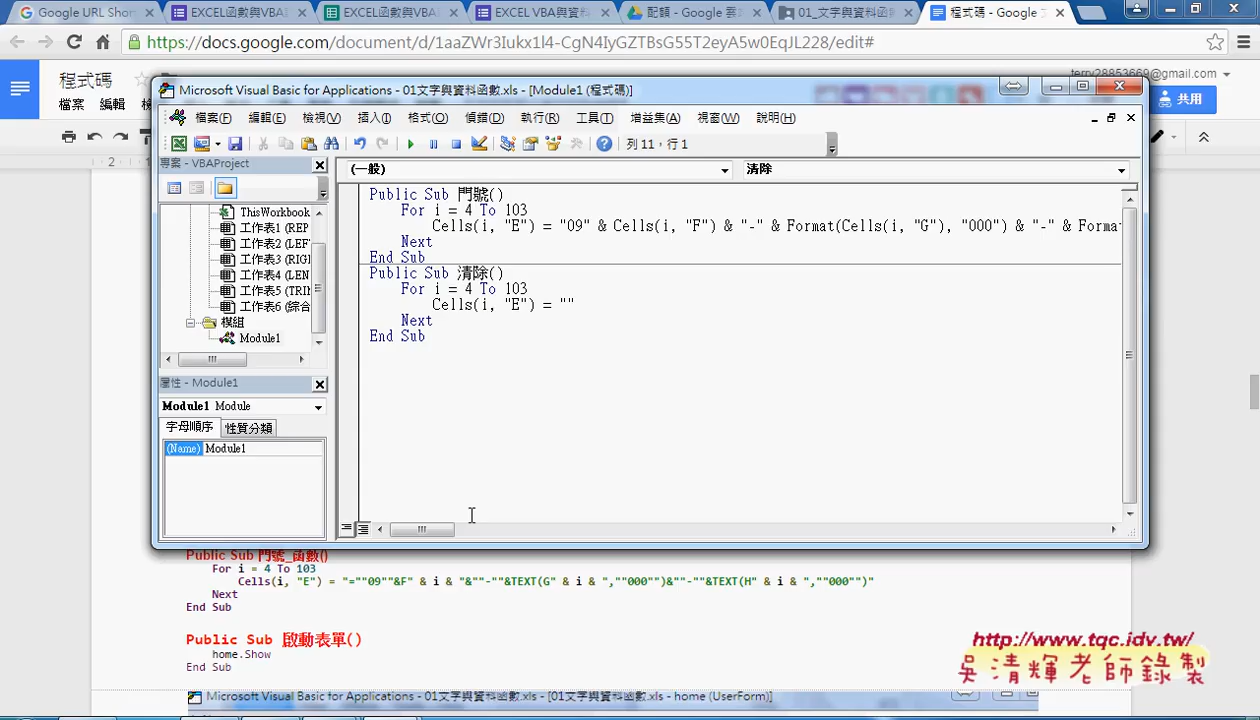 Google URL Shor
EXCEL函數與VBA
EXCEL函數與VBA
EXCEL VBA與資料
配額 - Google 雲
01_文字與資料函
程式碼 - Google 文
https://docs.google.com/document/d/1aaZWr3Iukx1l4-CgN4IyGZTBsG55T2eyA5w0EqJL228/edit#
程式碼
terry28853669@gmail.com
檔案 編輯
共用
Microsoft Visual Basic for Applications - 01文字與資料函數.xls - [Module1 (程式碼)]
檔案(F) 編輯(E) 檢視(V) 插入(I) 格式(O) 偵錯(D) 執行(R) 工具(T) 增益集(A) 視窗(W) 說明(H)
列 11，行 1
專案 - VBAProject
(一般)
清除
ThisWorkbook
工作表1 (REP
工作表2 (LEF
工作表3 (RIG
工作表4 (LEN
工作表5 (TRI
工作表6 (綜合
模組
Module1
Public Sub 門號()
For i = 4 To 103
Cells(i, "E") = "09" & Cells(i, "F") & "-" & Format(Cells(i, "G"), "000") & "-" & Forma
Next
End Sub
Public Sub 清除()
For i = 4 To 103
Cells(i, "E") = ""
Next
End Sub
屬性 - Module1
Module1 Module
字母順序 性質分類
(Name) Module1
Public Sub 門號_函數()
For i = 4 To 103
Cells(i, "E") = "=""09""&F" & i & "&""-""&TEXT(G" & i & ",""000"")&""-""&TEXT(H" & i & ",""000"")"
Next
End Sub
Public Sub 啟動表單()
home.Show
End Sub
http://www.tqc.idv.tw/
吳清輝老師錄製
Microsoft Visual Basic for Applications - 01文字與資料函數.xls - [01文字與資料函數.xls - home (UserForm)]